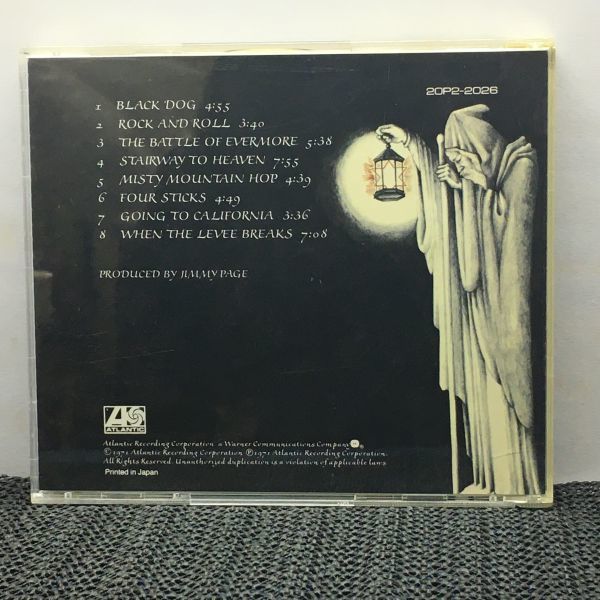 20P2-2026
1 BLACK DOG 4:55
2 ROCK AND ROLL 3:40
3 THE BATTLE OF EVERMORE 5:38
4 STAIRWAY TO HEAVEN 7:55
5 MISTY MOUNTAIN HOP 4:39
6 FOUR STICKS 4:49
7 GOING TO CALIFORNIA 3:36
8 WHEN THE LEVEE BREAKS 7:08
PRODUCED BY JIMMY PAGE
ATLANTIC
Atlantic Recording Corporation a Warner Communications Company ®
© 1971 Atlantic Recording Corporation ℗ 1971 Atlantic Recording Corporation.
All Rights Reserved. Unauthorized duplication is a violation of applicable laws
Printed in Japan